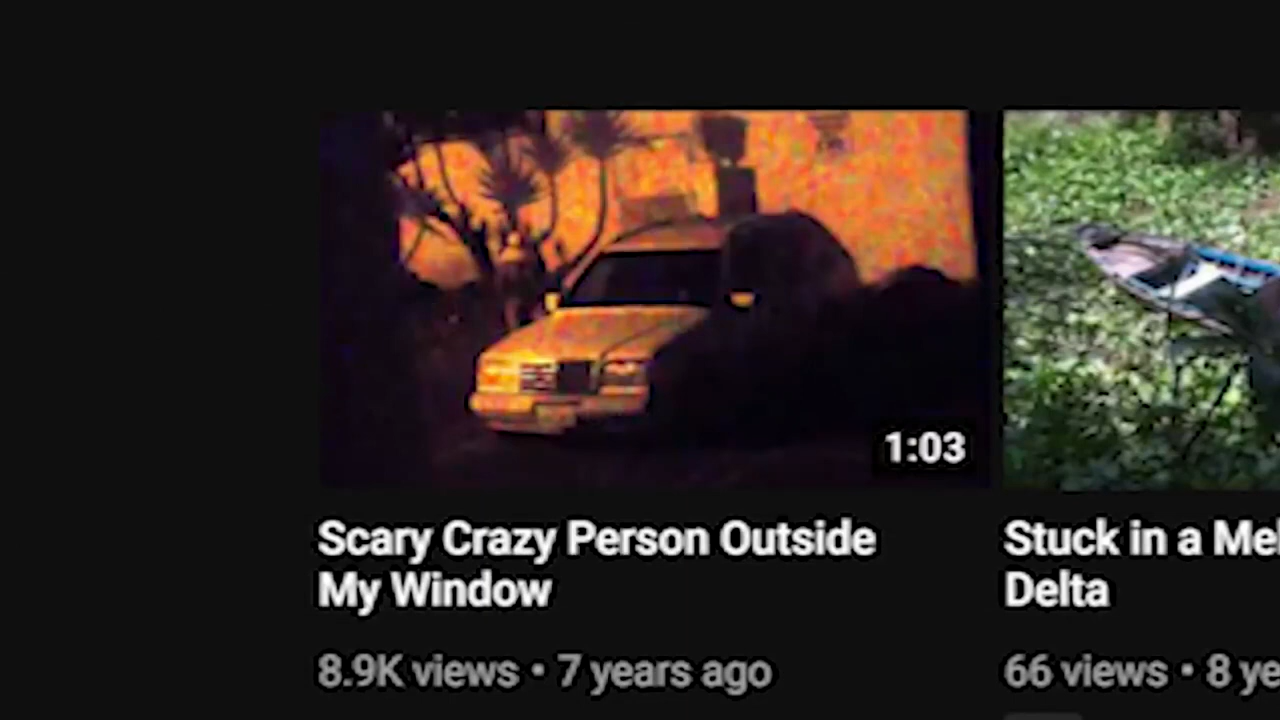 1:03
Scary Crazy Person Outside
My Window
8.9K views • 7 years ago
Stuck in a
Delta
66 views • 8